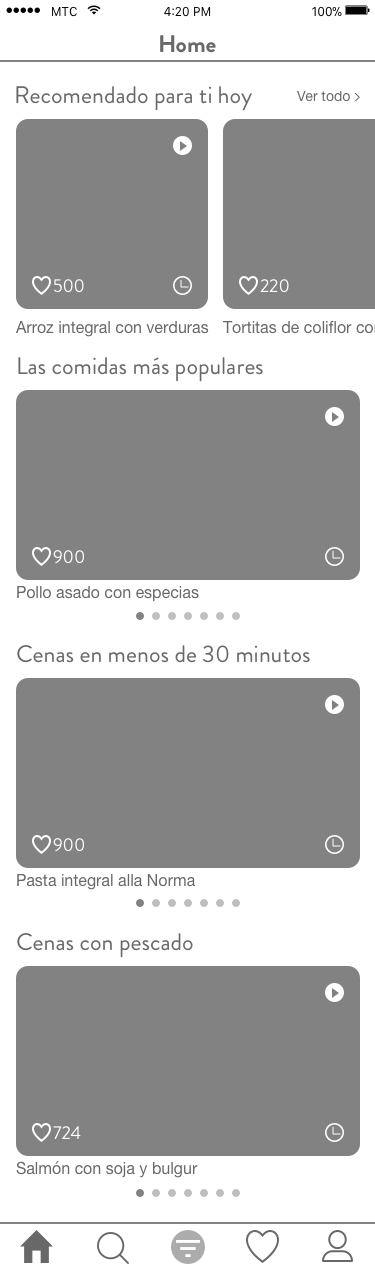 MTC 4:20 PM 100%
Home
Recomendado para ti hoy Ver todo >
500 220
Arroz integral con verduras Tortitas de coliflor co
Las comidas más populares
900
Pollo asado con especias
Cenas en menos de 30 minutos
900
Pasta integral alla Norma
Cenas con pescado
724
Salmón con soja y bulgur